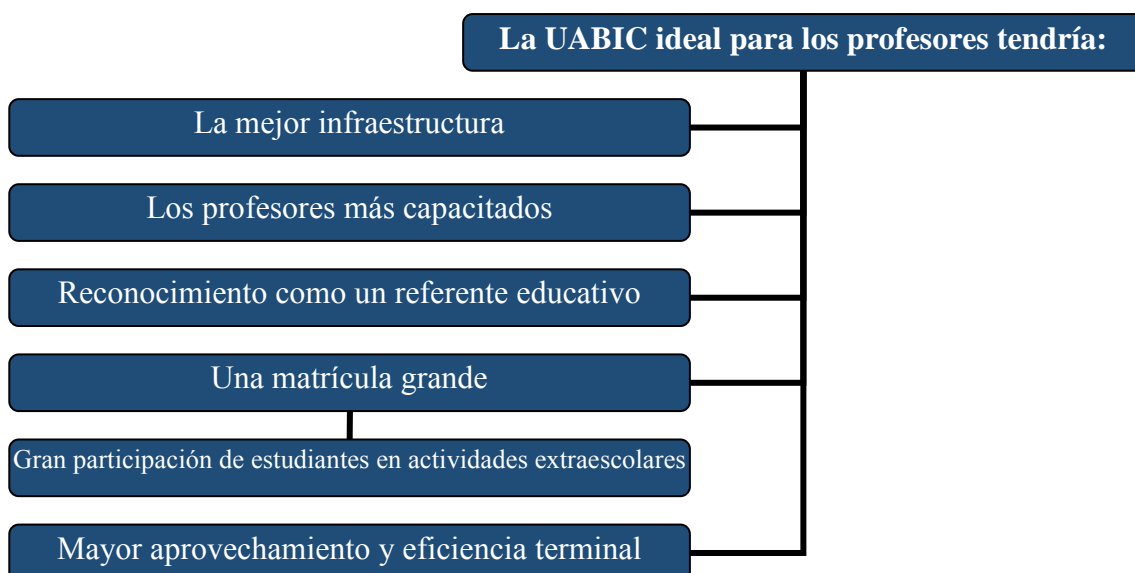 La UABIC ideal para los profesores tendría:
La mejor infraestructura
Los profesores más capacitados
Reconocimiento como un referente educativo
Una matrícula grande
Gran participación de estudiantes en actividades extraescolares
Mayor aprovechamiento y eficiencia terminal